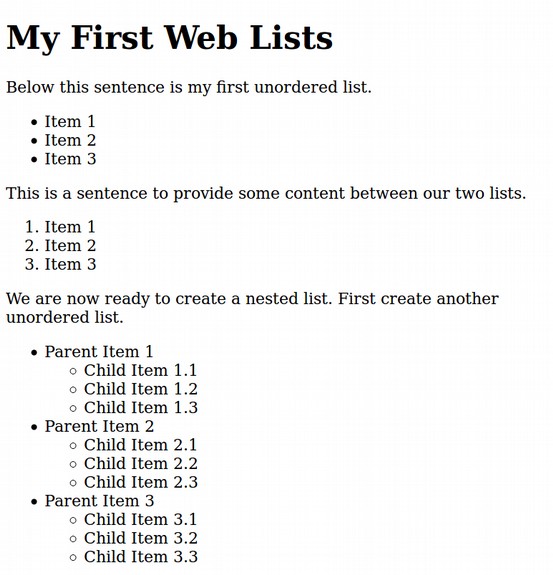 My First Web Lists
Below this sentence is my first unordered list.
• Item 1
• Item 2
• Item 3
This is a sentence to provide some content between our two lists.
1. Item 1
2. Item 2
3. Item 3
We are now ready to create a nested list. First create another
unordered list.
• Parent Item 1
◦ Child Item 1.1
◦ Child Item 1.2
◦ Child Item 1.3
• Parent Item 2
◦ Child Item 2.1
◦ Child Item 2.2
◦ Child Item 2.3
• Parent Item 3
◦ Child Item 3.1
◦ Child Item 3.2
◦ Child Item 3.3